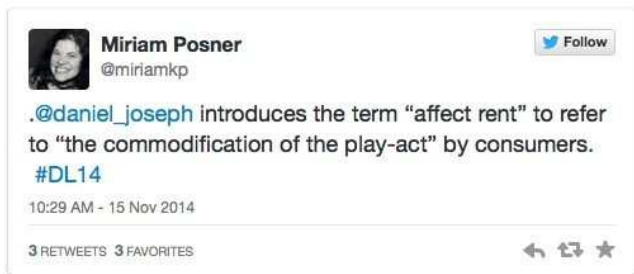 Miriam Posner
@miriamkp
Follow
.@daniel_joseph introduces the term “affect rent” to refer
to “the commodification of the play-act” by consumers.
#DL14
10:29 AM - 15 Nov 2014
3 RETWEETS 3 FAVORITES